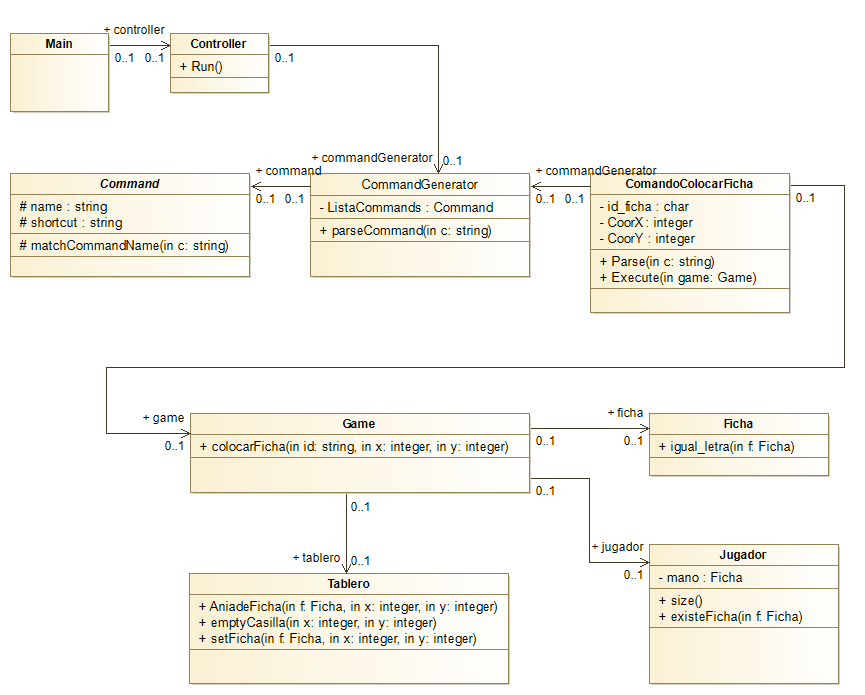 + controller
Main
Controller
0..1
0..1
0..1
+ Run()
+ commandGenerator
0..1
+ command
+ commandGenerator
Command
# name : string
# shortcut : string
# matchCommandName(in c: string)
0..1
0..1
CommandGenerator
- ListaCommands : Command
+ parseCommand(in c: string)
0..1
0..1
ComandoColocarFicha
- id_ficha : char
- CoorX : integer
- CoorY : integer
+ Parse(in c: string)
+ Execute(in game: Game)
0..1
+ game
0..1
Game
+ colocarFicha(in id: string, in x: integer, in y: integer)
+ ficha
0..1
0..1
Ficha
+ igual_letra(in f: Ficha)
0..1
0..1
+ jugador
0..1
+ tablero
0..1
Tablero
+ AniadeFicha(in f: Ficha, in x: integer, in y: integer)
+ emptyCasilla(in x: integer, in y: integer)
+ setFicha(in f: Ficha, in x: integer, in y: integer)
Jugador
- mano : Ficha
+ size()
+ existeFicha(in f: Ficha)